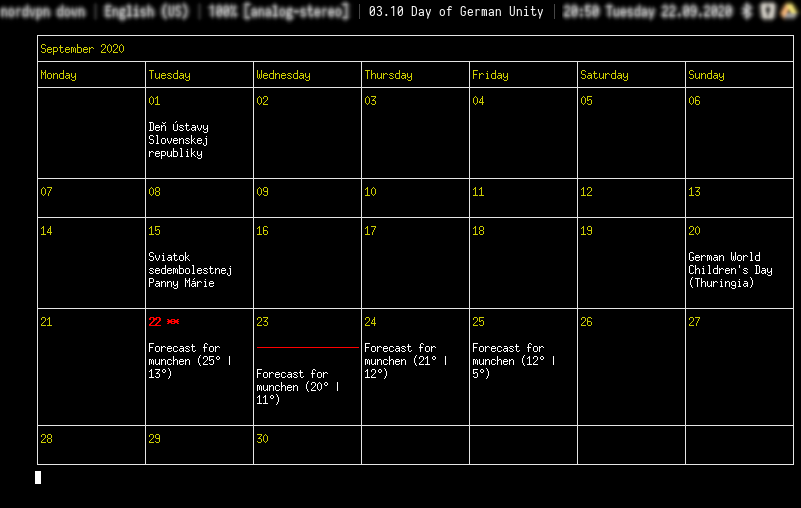 nordvpn down | English (US) | 100% [analog-stereo] | 03.10 Day of German Unity | 20:50 Tuesday 22.09.2020
September 2020
Monday Tuesday Wednesday Thursday Friday Saturday Sunday
01 02 03 04 05 06
Deň Ústavy
Slovenskej
republiky
07 08 09 10 11 12 13
14 15 16 17 18 19 20
Sviatok German World
sedembolestnej Children's Day
Panny Márie (Thuringia)
21 22 ** 23 24 25 26 27
Forecast for Forecast for Forecast for
munchen (25° | munchen (21° | munchen (12° |
13°) 12°) 5°)
Forecast for
munchen (20° |
11°)
28 29 30